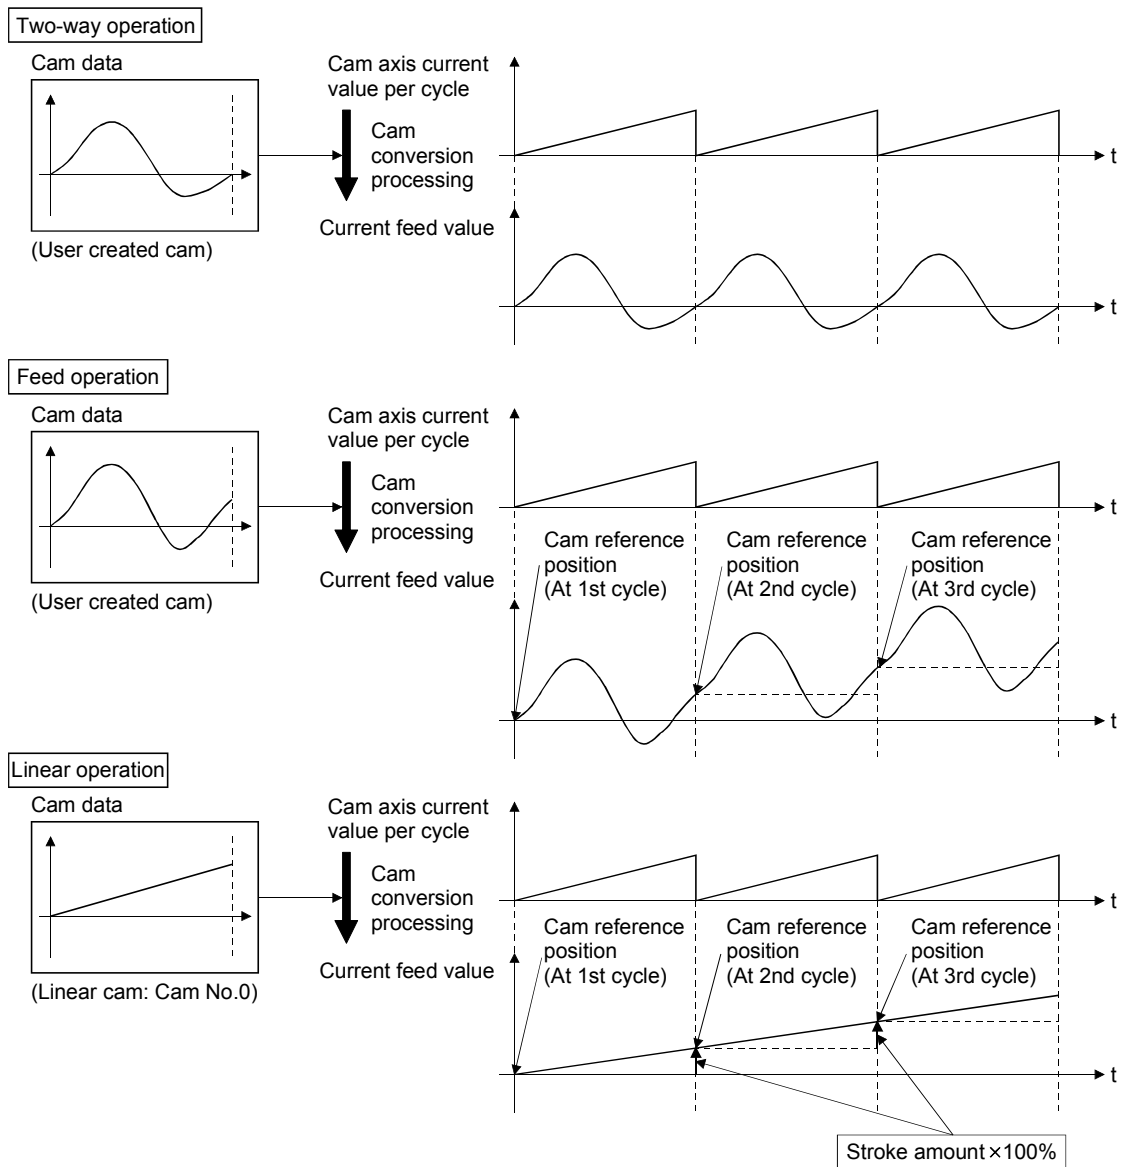 Two-way operation
Cam data
(User created cam)
Cam axis current
value per cycle
Cam
conversion
processing
Current feed value
t
t
Feed operation
Cam data
(User created cam)
Cam axis current
value per cycle
Cam
conversion
processing
Current feed value
t
Cam reference
position
(At 1st cycle)
Cam reference
position
(At 2nd cycle)
Cam reference
position
(At 3rd cycle)
t
Linear operation
Cam data
(Linear cam: Cam No.0)
Cam axis current
value per cycle
Cam
conversion
processing
Current feed value
t
Cam reference
position
(At 1st cycle)
Cam reference
position
(At 2nd cycle)
Cam reference
position
(At 3rd cycle)
t
Stroke amount×100%